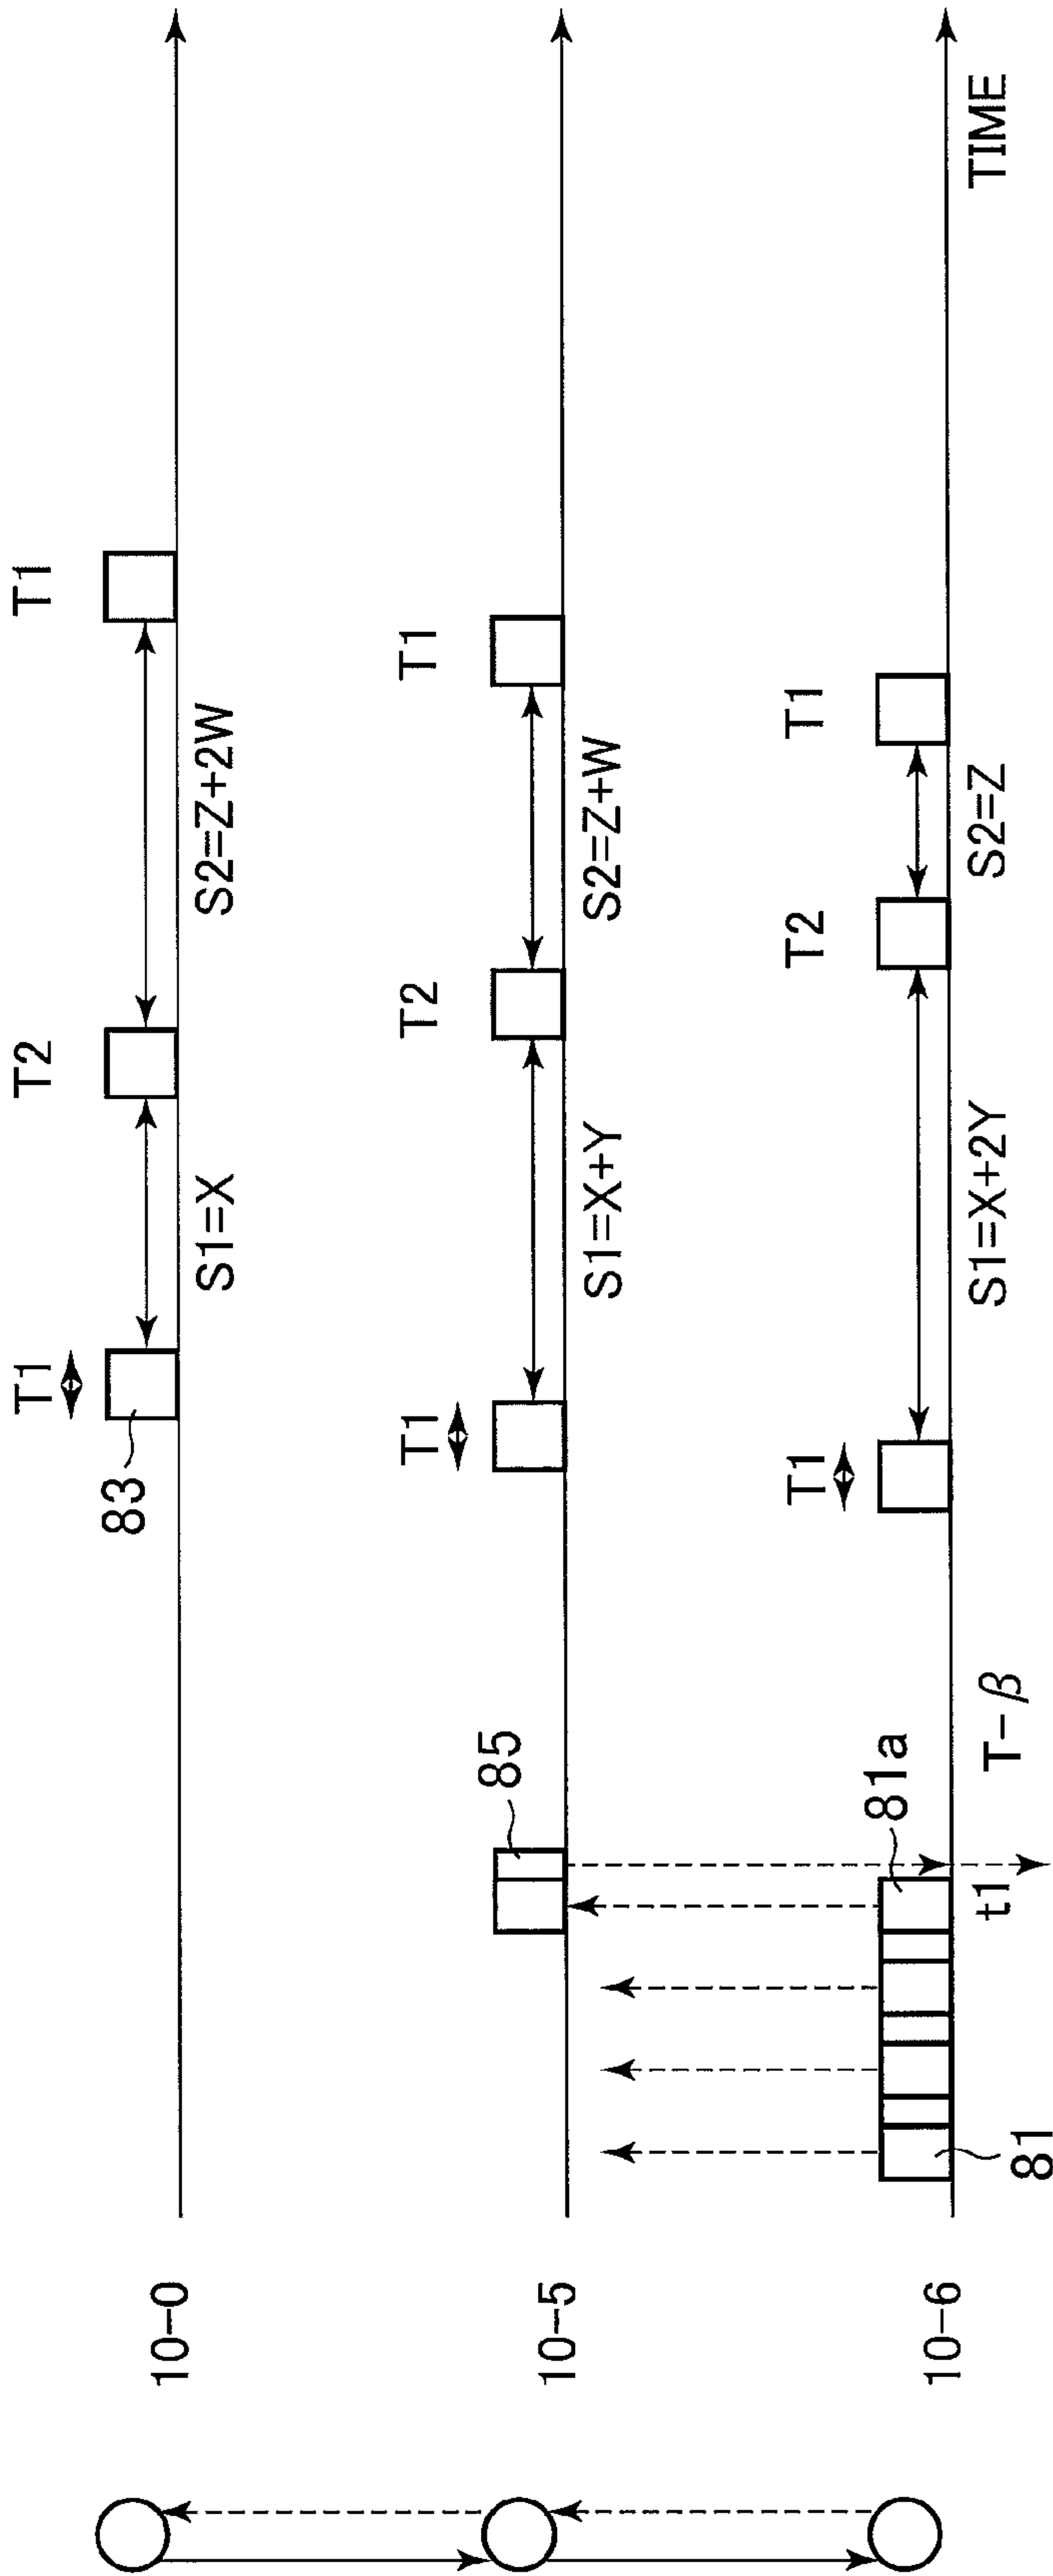 10-0
83
T1
S1=X
T2
S2=Z+2W
T1
10-5
85
T1
S1=X+Y
T2
S2=Z+W
T1
10-6
81
81a
t1
T-β
T1
S1=X+2Y
T2
S2=Z
T1
TIME